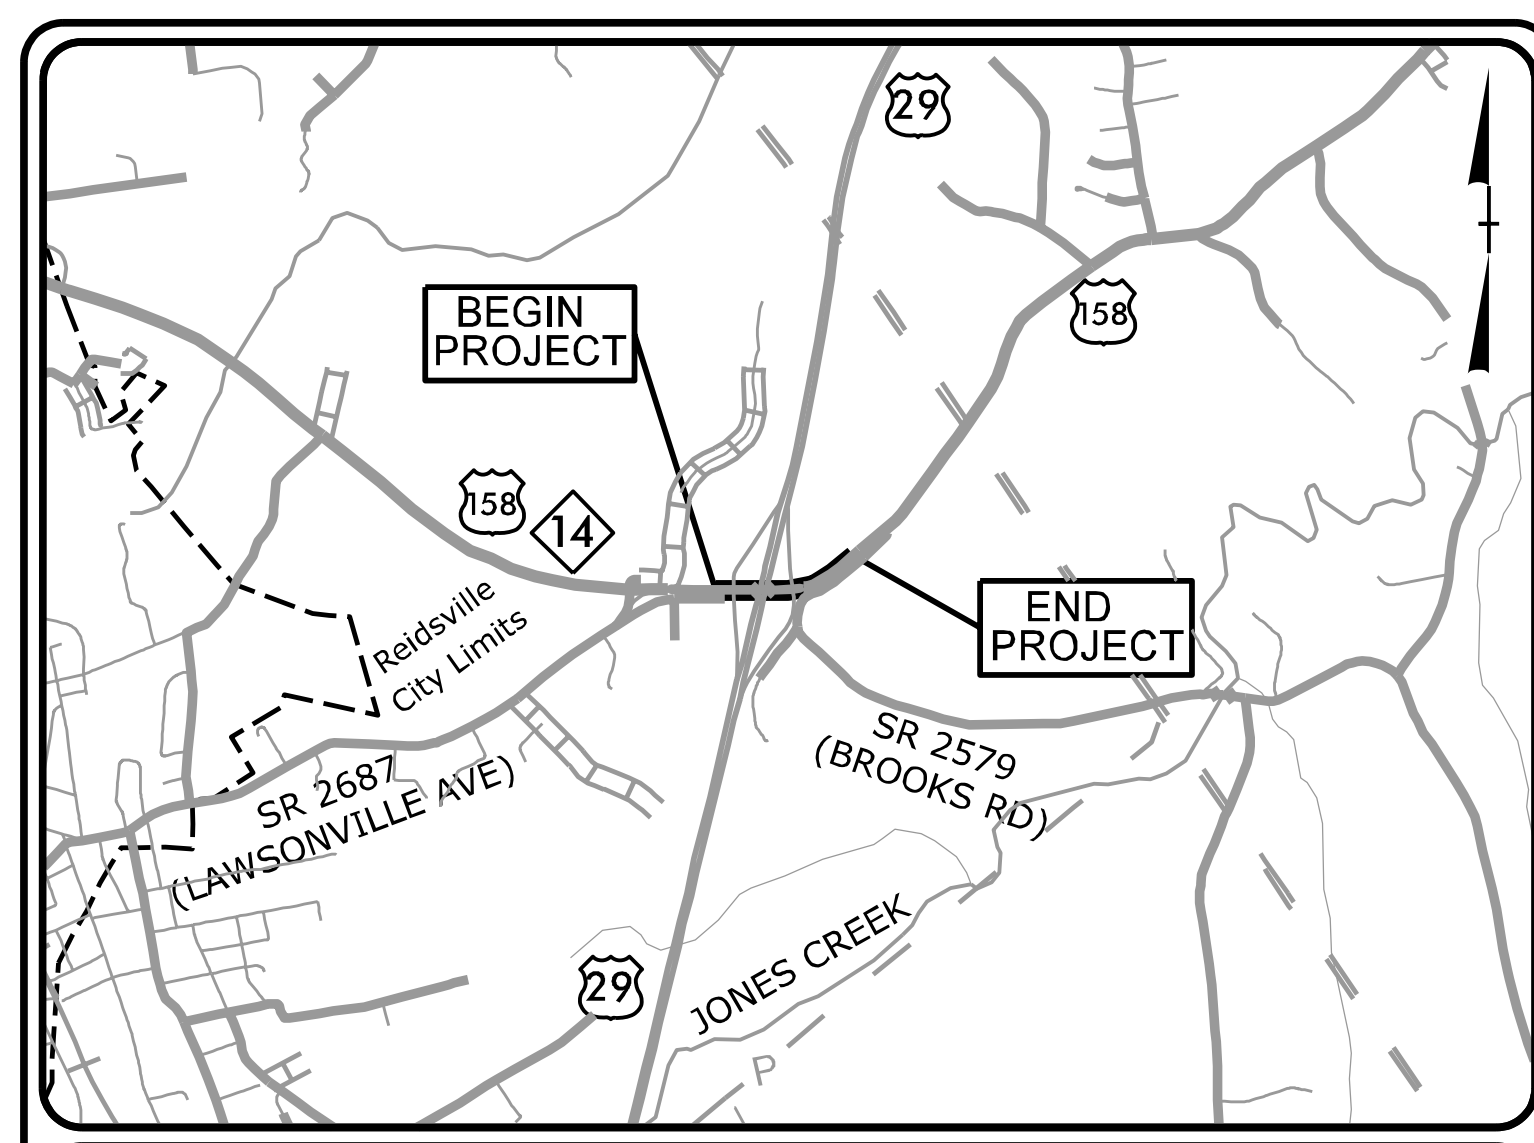 29
BEGIN
PROJECT
158
158
14
Reidsville
City Limits
END
PROJECT
SR 2687
(LAWSONVILLE AVE)
SR 2579
(BROOKS RD)
JONES CREEK
29
P